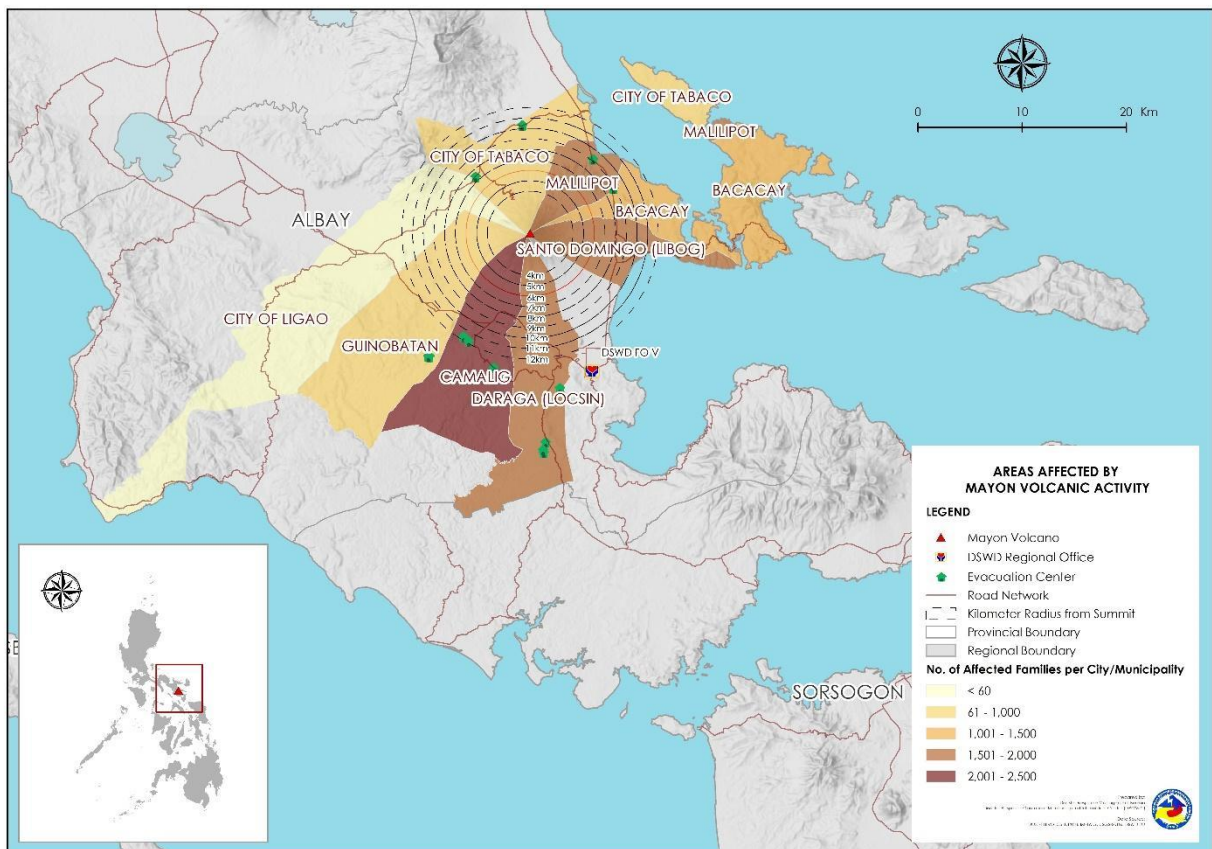 CITY OF TABACO
MALILIPOT
BACACAY
0
10
20
Km
CITY OF TABACO
MALILIPOT
BACACAY
ALBAY
SANTO DOMINGO (LIBOG)
4km
5km
6km
7km
8km
9km
10km
11km
12km
CITY OF LIGAO
GUINOBATAN
CAMALIG
DARAGA (LOCSIN)
DSWD FO V
SORSOGON
AREAS AFFECTED BY
MAYON VOLCANIC ACTIVITY
LEGEND
Mayon Volcano
DSWD Regional Office
Evacuation Center
Road Network
Kilometer Radius from Summit
Provincial Boundary
Regional Boundary
No. of Affected Families per City/Municipality
< 60
61 - 1,000
1,001 - 1,500
1,501 - 2,000
2,001 - 2,500
Prepared by:
Data Source: